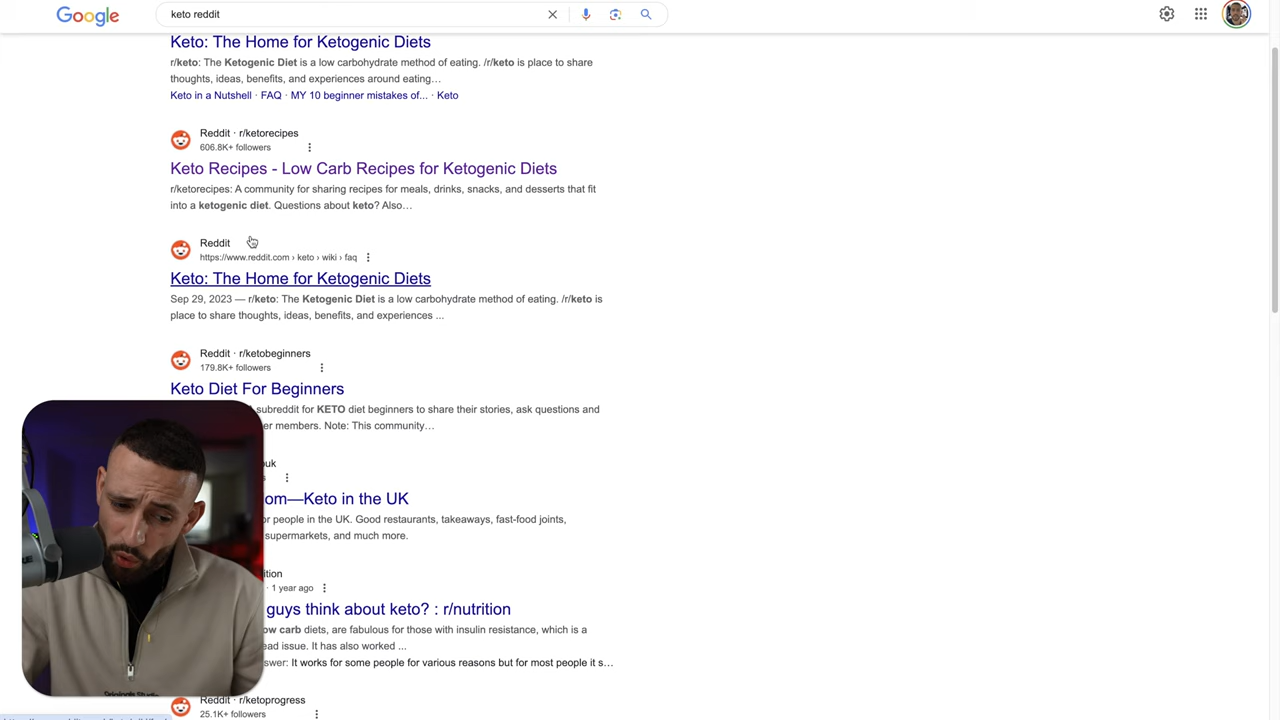 Google
keto reddit
Keto: The Home for Ketogenic Diets
r/keto: The Ketogenic Diet is a low carbohydrate method of eating. /r/keto is place to share
thoughts, ideas, benefits, and experiences around eating…
Keto in a Nutshell · FAQ · MY 10 beginner mistakes of... · Keto
Reddit · r/ketorecipes
606.8K+ followers
Keto Recipes - Low Carb Recipes for Ketogenic Diets
r/ketorecipes: A community for sharing recipes for meals, drinks, snacks, and desserts that fit
into a ketogenic diet. Questions about keto? Also…
Reddit
https://www.reddit.com › keto › wiki › faq
Keto: The Home for Ketogenic Diets
Sep 29, 2023 — r/keto: The Ketogenic Diet is a low carbohydrate method of eating. /r/keto is
place to share thoughts, ideas, benefits, and experiences ...
Reddit · r/ketobeginners
179.8K+ followers
Keto Diet For Beginners
subreddit for KETO diet beginners to share their stories, ask questions and
er members. Note: This community…
uk
om—Keto in the UK
or people in the UK. Good restaurants, takeaways, fast-food joints,
supermarkets, and much more.
ition
· 1 year ago
guys think about keto? : r/nutrition
ow carb diets, are fabulous for those with insulin resistance, which is a
ead issue. It has also worked ...
swer: It works for some people for various reasons but for most people it s…
Reddit · r/ketoprogress
25.1K+ followers